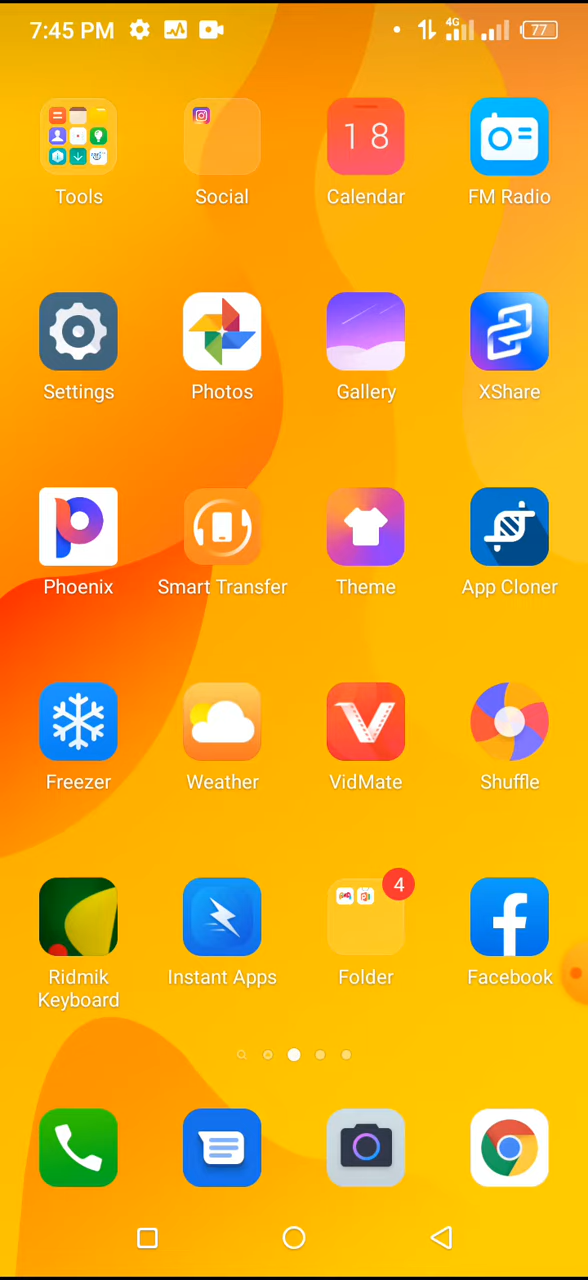 7:45 PM
4G
77
Tools
Social
18
Calendar
FM Radio
Settings
Photos
Gallery
XShare
Phoenix
Smart Transfer
Theme
App Cloner
Freezer
Weather
VidMate
Shuffle
4
Ridmik
Keyboard
Instant Apps
Folder
Facebook